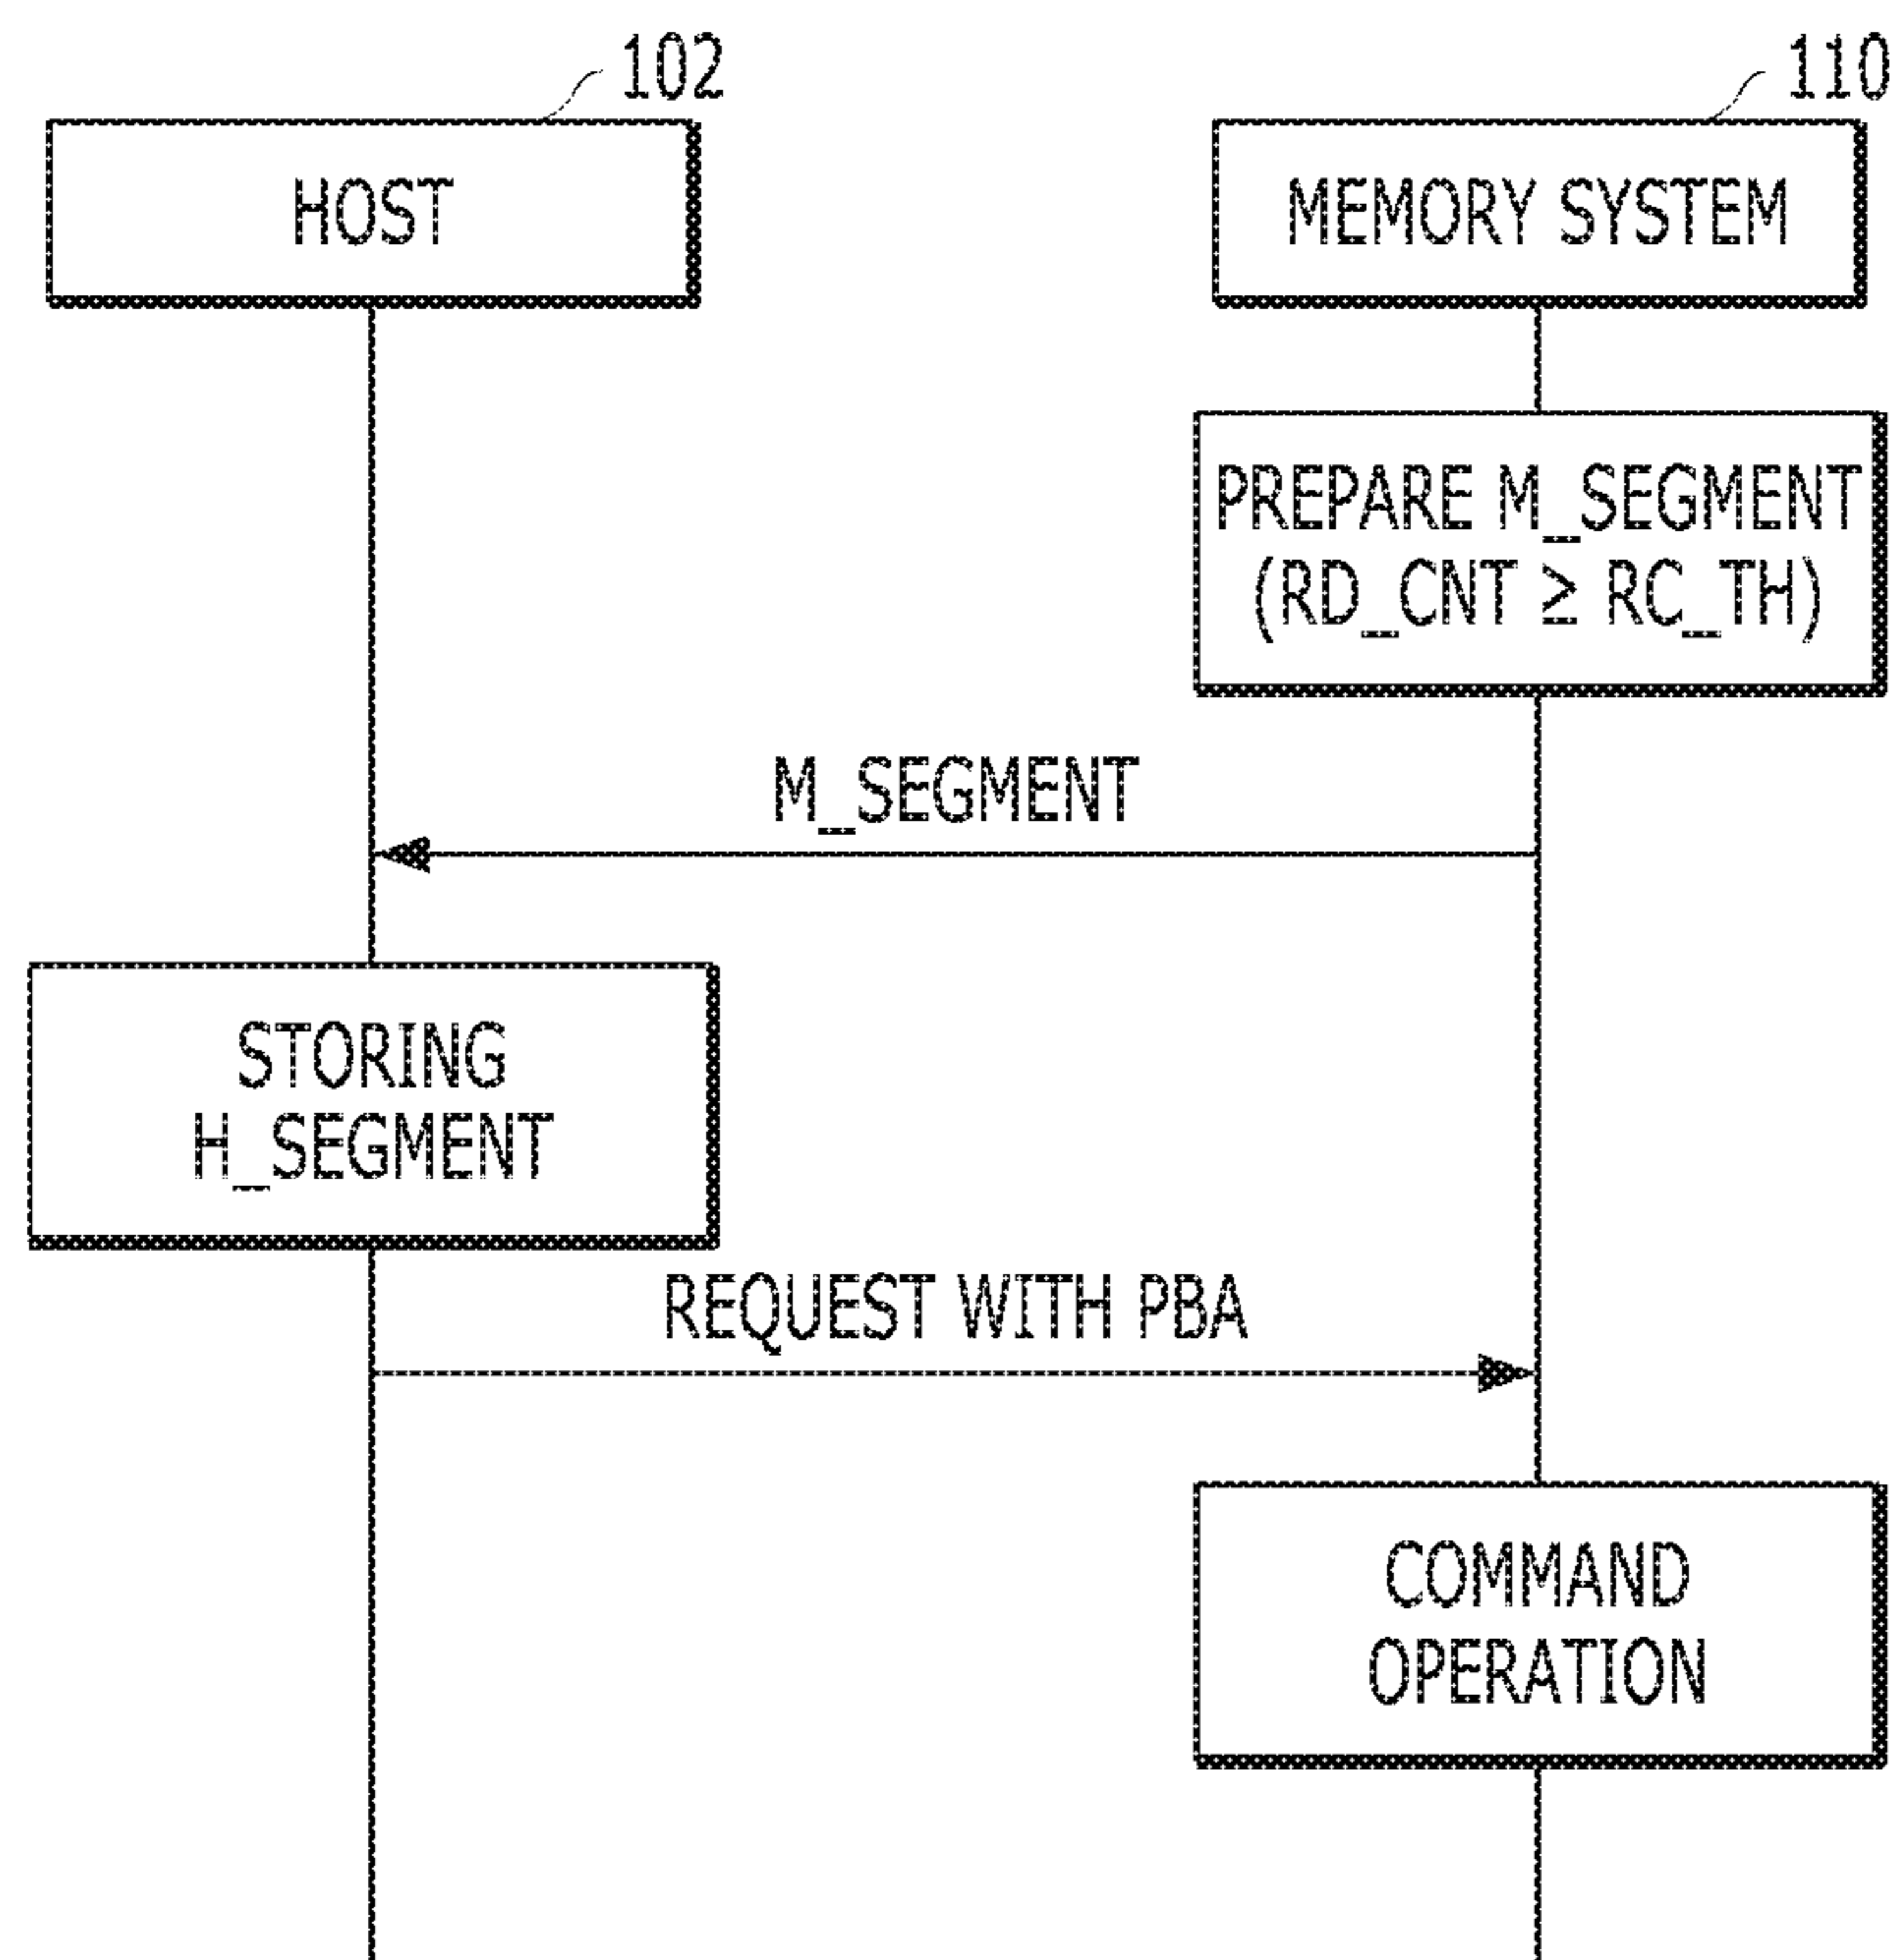 102
110
HOST
MEMORY SYSTEM
PREPARE M_SEGMENT
(RD_CNT ≥ RC_TH)
M_SEGMENT
STORING
H_SEGMENT
REQUEST WITH PBA
COMMAND
OPERATION